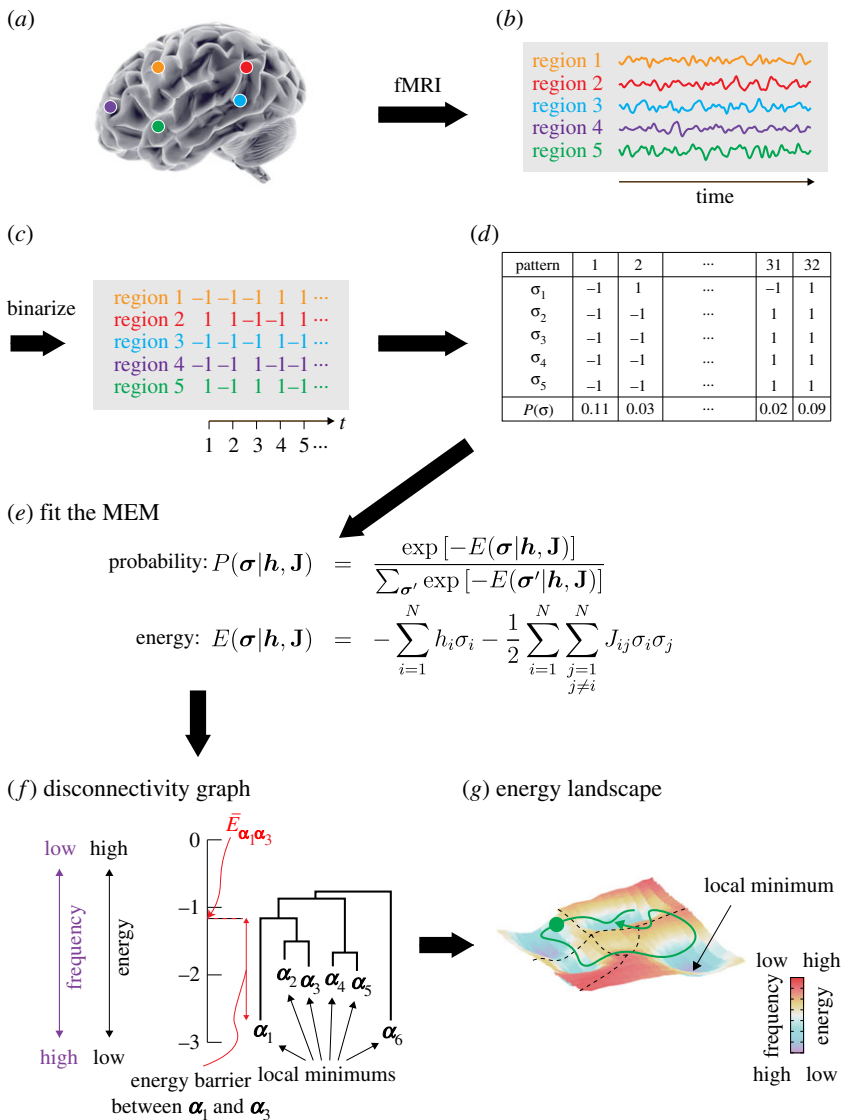 (a)
(b)
fMRI
region 1
region 2
region 3
region 4
region 5
time
(c)
(d)
binarize
region 1 –1 –1 –1 1 1 ...
region 2 1 1 –1 –1 1 ...
region 3 –1 –1 –1 1 –1 ...
region 4 –1 –1 1 –1 –1 ...
region 5 1 –1 1 1 –1 ...
t
1 2 3 4 5 ...
pattern 1 2 ... 31 32
σ1 –1 1 ... –1 1
σ2 –1 –1 1 1
σ3 –1 –1 ... 1 1
σ4 –1 –1 1 1
σ5 –1 –1 1 1
P(σ) 0.11 0.03 ... 0.02 0.09
(e) fit the MEM
probability: P(σ|h, J) = exp [−E(σ|h, J)] / ∑σ′ exp [−E(σ′|h, J)]
energy: E(σ|h, J) = − ∑_{i=1}^{N} h_iσ_i − 1/2 ∑_{i=1}^{N} ∑_{j=1 j≠i}^{N} J_{ij}σ_iσ_j
(f) disconnectivity graph
(g) energy landscape
low high
frequency
energy
high low
0
–1
–2
–3
Ē_{α1α3}
α1
α2
α3
α4
α5
α6
energy barrier
between α1 and α3
local minimums
local minimum
low high
frequency
energy
high low